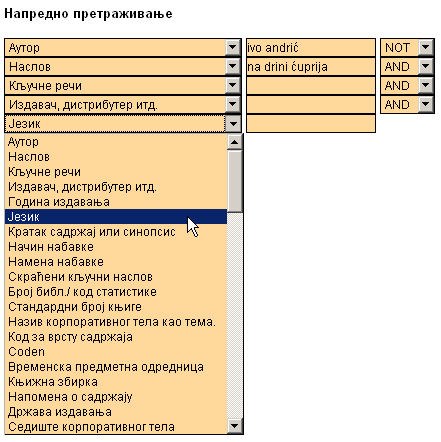 Напредно претраживање
Аутор ivo andrić NOT
Наслов na drini ćuprija AND
Кључне речи AND
Издавач, дистрибутер итд. AND
Језик
Аутор
Наслов
Кључне речи
Издавач, дистрибутер итд.
Година издавања
Језик
Кратак садржај или синопсис
Начин набавке
Намена набавке
Скраћени кључни наслов
Број библ./ код статистике
Стандардни број књиге
Назив корпоративног тела као тема.
Код за врсту садржаја
Coden
Временска предметна одредница
Књижна збирка
Напомена о садржају
Држава издавања
Седиште корпоративног тела